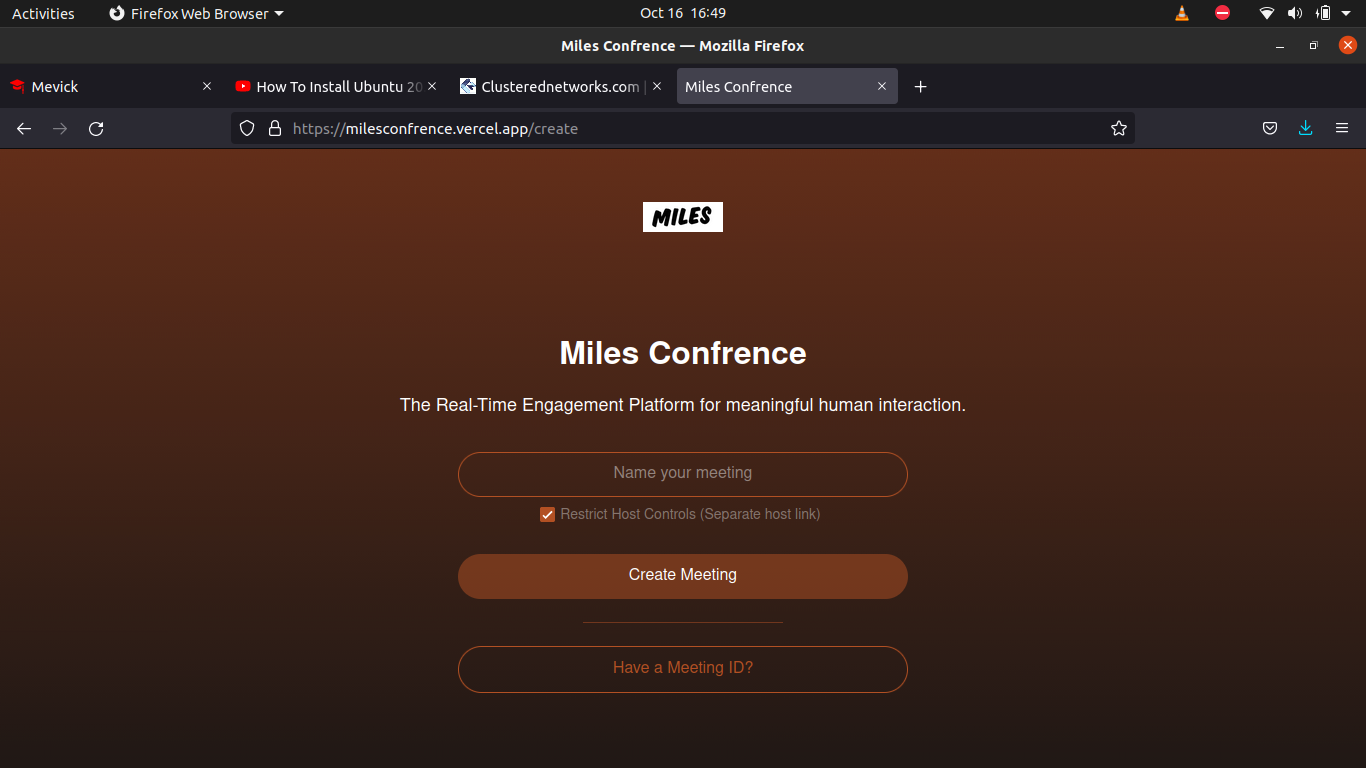 Activities Firefox Web Browser Oct 16 16:49
Miles Confrence — Mozilla Firefox
Mevick How To Install Ubuntu 20 Clusterednetworks.com | Miles Confrence
https://milesconfrence.vercel.app/create
MILES
Miles Confrence
The Real-Time Engagement Platform for meaningful human interaction.
Name your meeting
Restrict Host Controls (Separate host link)
Create Meeting
Have a Meeting ID?